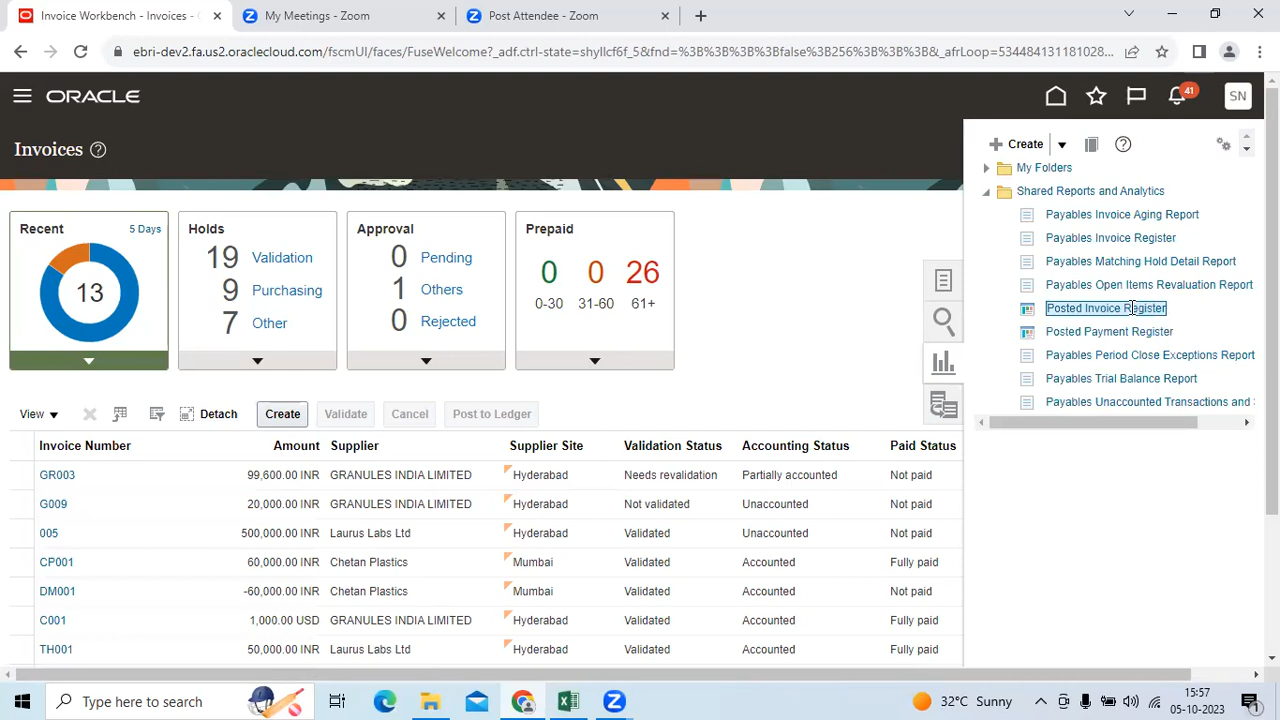 Invoice Workbench - Invoices - 
My Meetings - Zoom
Post Attendee - Zoom
ebri-dev2.fa.us2.oraclecloud.com/fscmUI/faces/FuseWelcome?_adf.ctrl-state=shyllcf6f_5&fnd=%3B%3B%3B%3Bfalse%3B256%3B%3B%3B&_afrLoop=534484131181028...
ORACLE
41
SN
Invoices
Create
My Folders
Shared Reports and Analytics
Payables Invoice Aging Report
Payables Invoice Register
Payables Matching Hold Detail Report
Payables Open Items Revaluation Report
Posted Invoice Register
Posted Payment Register
Payables Period Close Exceptions Report
Payables Trial Balance Report
Payables Unaccounted Transactions and
Recent 5 Days
13
Holds
19 Validation
9 Purchasing
7 Other
Approval
0 Pending
1 Others
0 Rejected
Prepaid
0 0 26
0-30 31-60 61+
View Detach Create Validate Cancel Post to Ledger
Invoice Number Amount Supplier Supplier Site Validation Status Accounting Status Paid Status
GR003 99,600.00 INR GRANULES INDIA LIMITED Hyderabad Needs revalidation Partially accounted Not paid
G009 20,000.00 INR GRANULES INDIA LIMITED Hyderabad Not validated Unaccounted Not paid
005 500,000.00 INR Laurus Labs Ltd Hyderabad Validated Unaccounted Not paid
CP001 60,000.00 INR Chetan Plastics Mumbai Validated Accounted Fully paid
DM001 -60,000.00 INR Chetan Plastics Mumbai Validated Accounted Not paid
C001 1,000.00 USD GRANULES INDIA LIMITED Hyderabad Validated Accounted Fully paid
TH001 50,000.00 INR Laurus Labs Ltd Hyderabad Validated Accounted Fully paid
Type here to search
32°C Sunny
15:57
05-10-2023